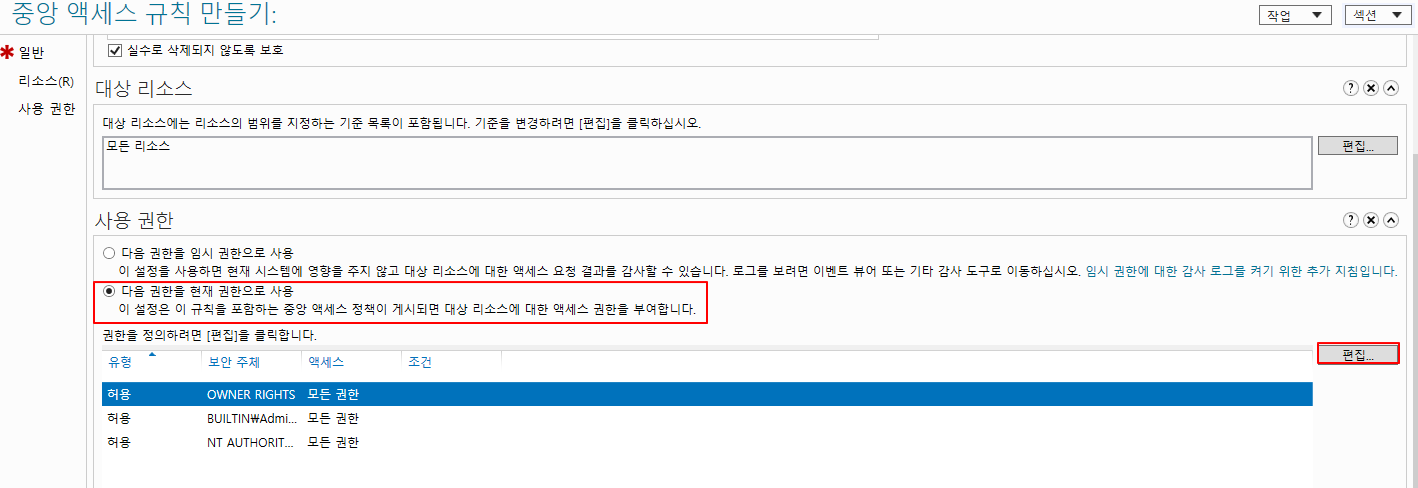 중앙 액세스 규칙 만들기:
작업
섹션
✱ 일반
리소스(R)
사용 권한
실수로 삭제되지 않도록 보호
대상 리소스
대상 리소스에는 리소스의 범위를 지정하는 기준 목록이 포함됩니다. 기준을 변경하려면 [편집]을 클릭하십시오.
모든 리소스
편집...
사용 권한
다음 권한을 임시 권한으로 사용
이 설정을 사용하면 현재 시스템에 영향을 주지 않고 대상 리소스에 대한 액세스 요청 결과를 감사할 수 있습니다. 로그를 보려면 이벤트 뷰어 또는 기타 감사 도구로 이동하십시오. 임시 권한에 대한 감사 로그를 켜기 위한 추가 지침입니다.
다음 권한을 현재 권한으로 사용
이 설정은 이 규칙을 포함하는 중앙 액세스 정책이 게시되면 대상 리소스에 대한 액세스 권한을 부여합니다.
권한을 정의하려면 [편집]을 클릭합니다.
편집...
유형 보안 주체 액세스 조건
허용 OWNER RIGHTS 모든 권한
허용 BUILTIN₩Admi... 모든 권한
허용 NT AUTHORIT... 모든 권한